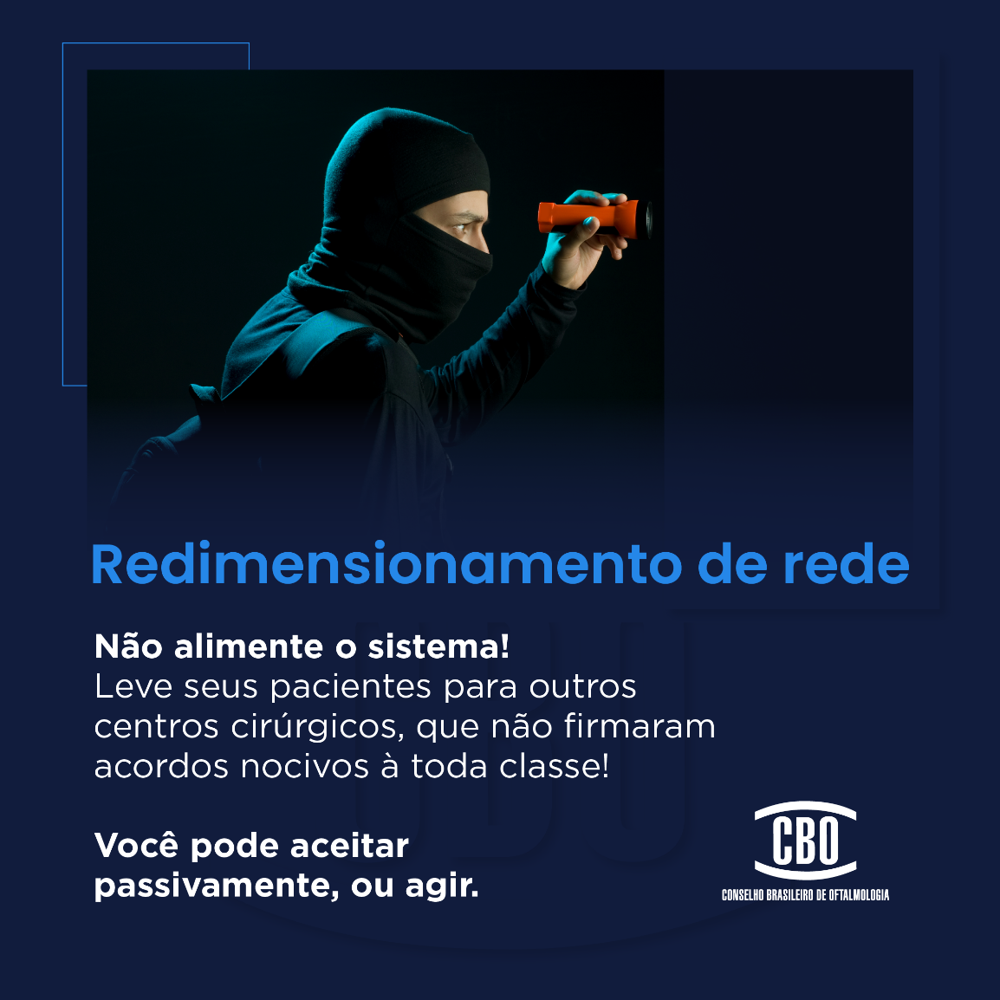 Redimensionamento de rede
Não alimente o sistema!
Leve seus pacientes para outros
centros cirúrgicos, que não firmaram
acordos nocivos à toda classe!
Você pode aceitar
passivamente, ou agir.
CBO
CONSELHO BRASILEIRO DE OFTALMOLOGIA